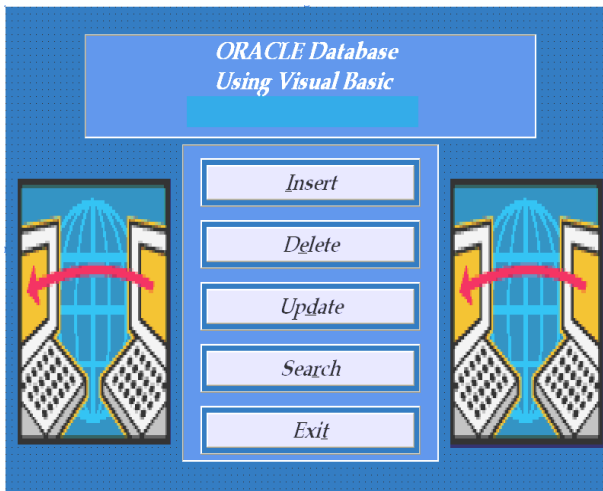 ORACLE Database
Using Visual Basic
Insert
Delete
Update
Search
Exit